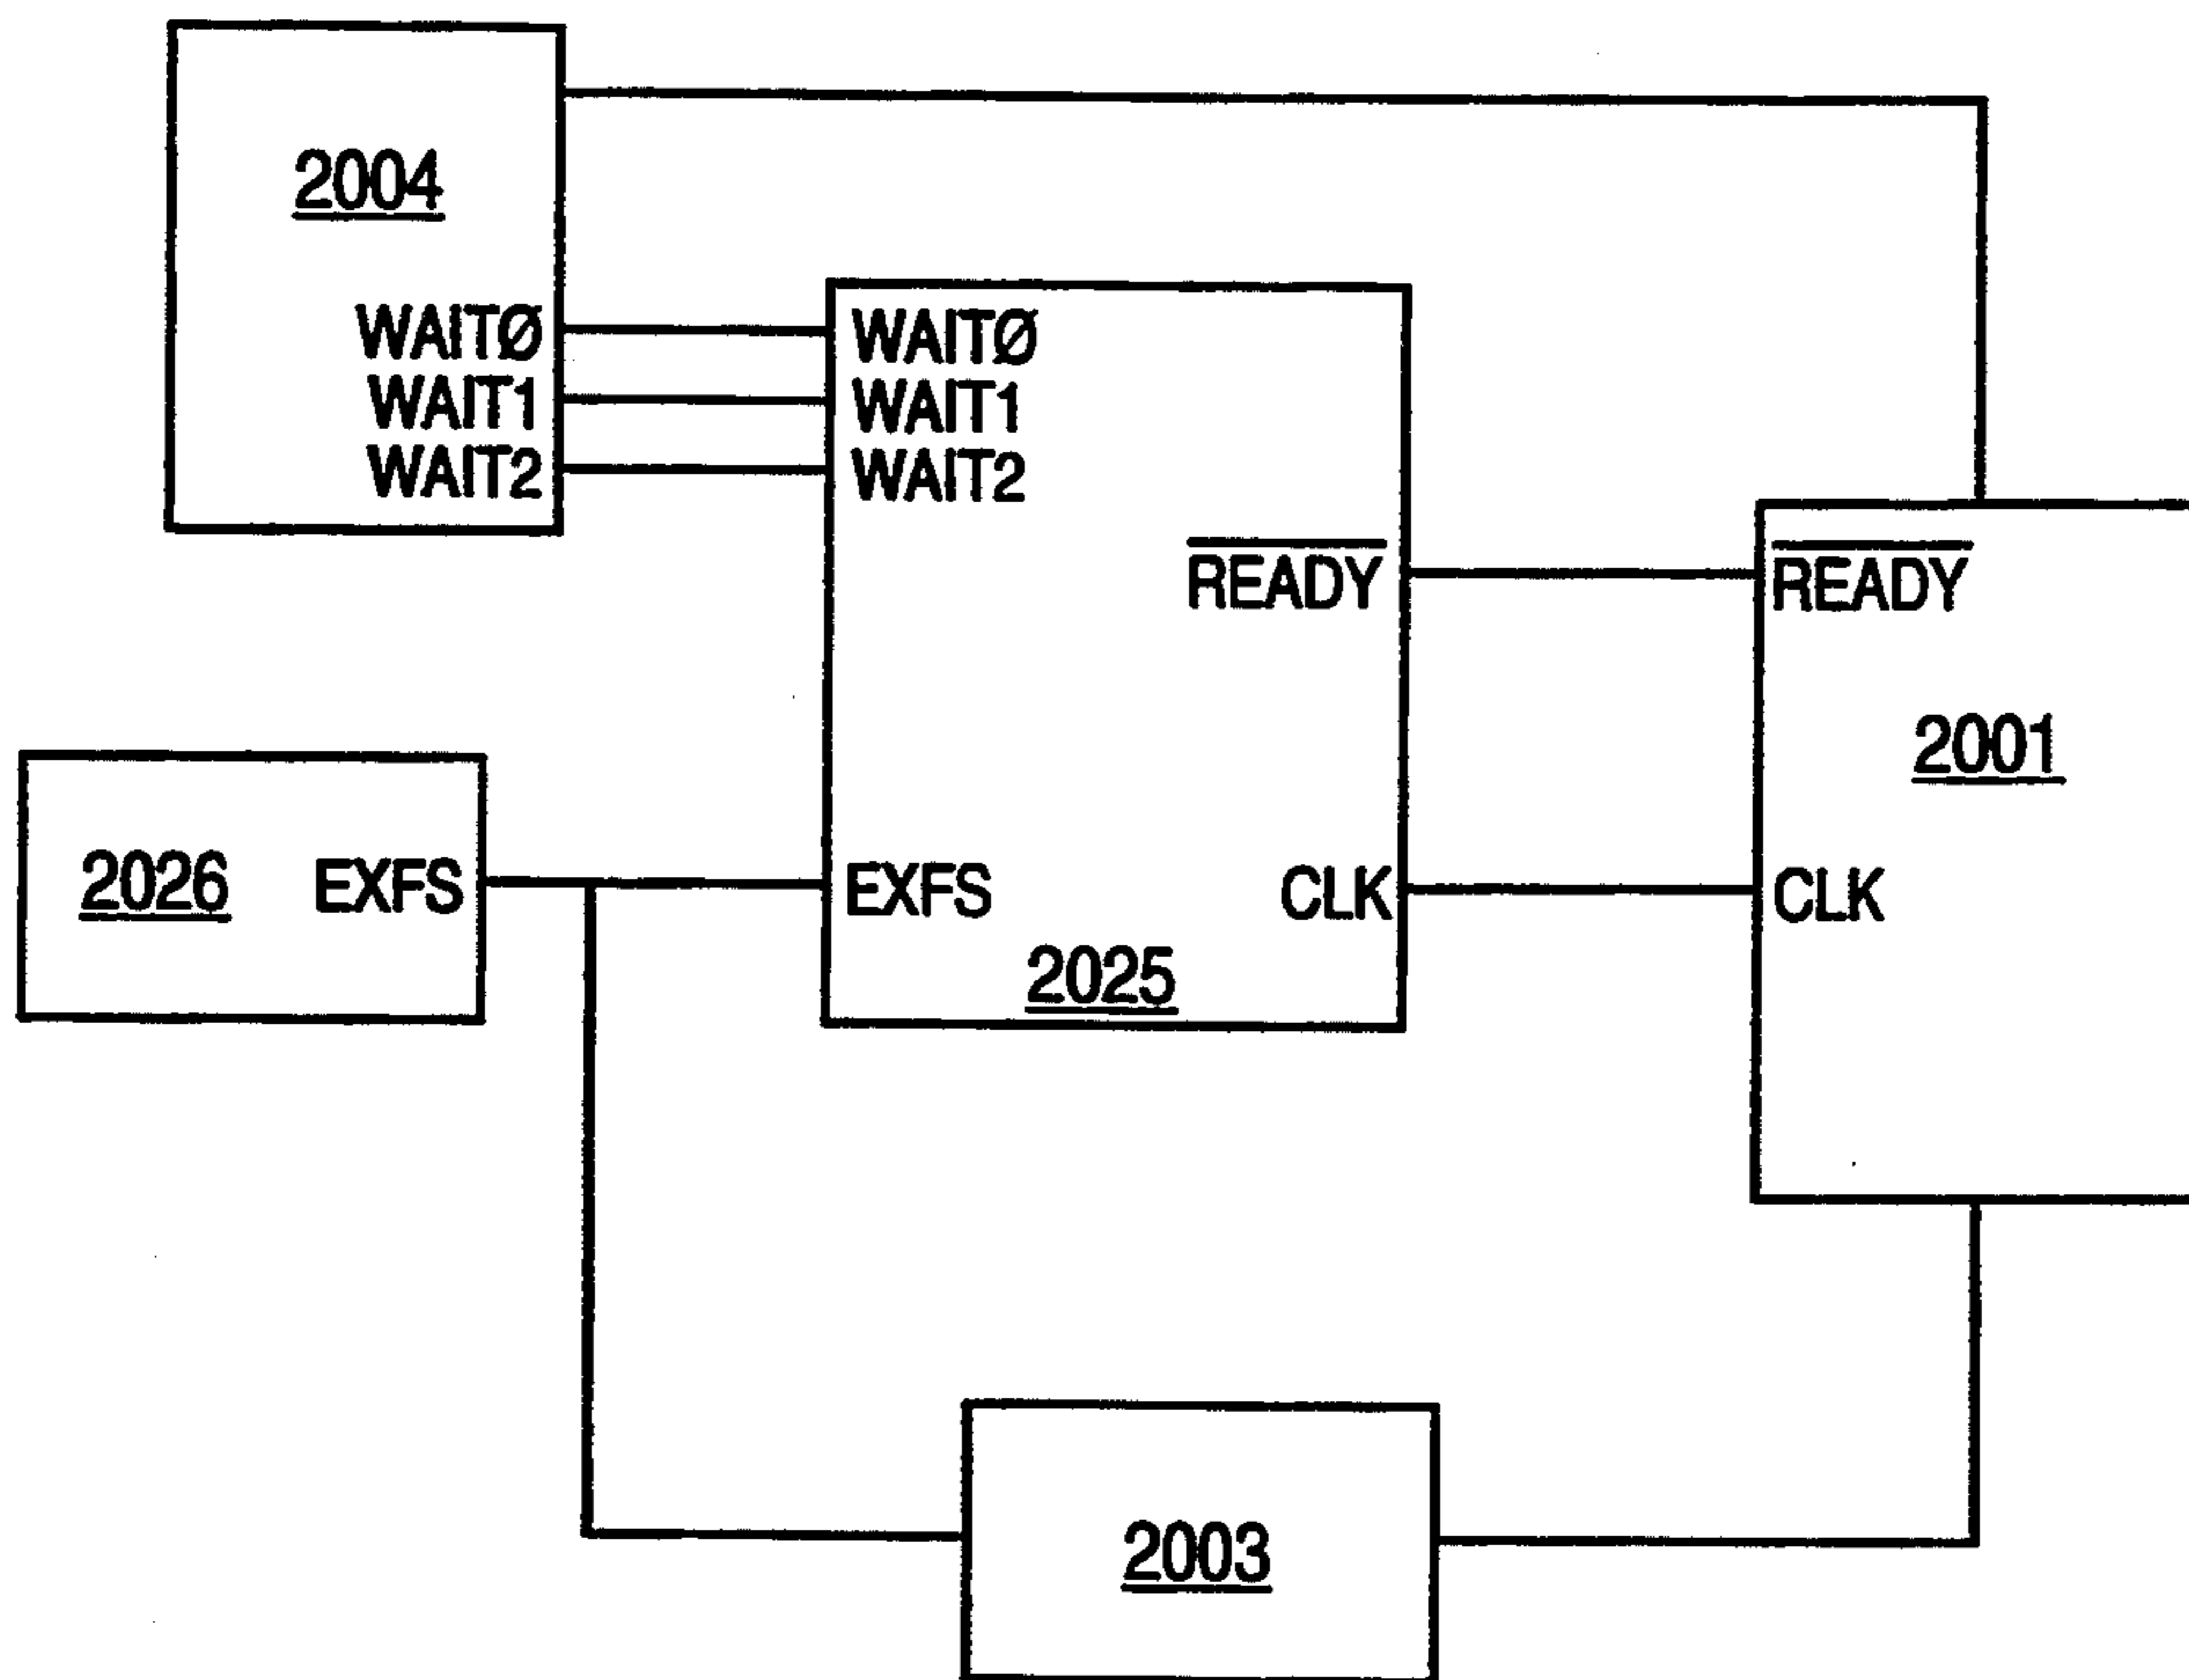 2004
WAITØ
WAIT1
WAIT2
WAITØ
WAIT1
WAIT2
READY
READY
2001
2026
EXFS
EXFS
CLK
CLK
2025
2003